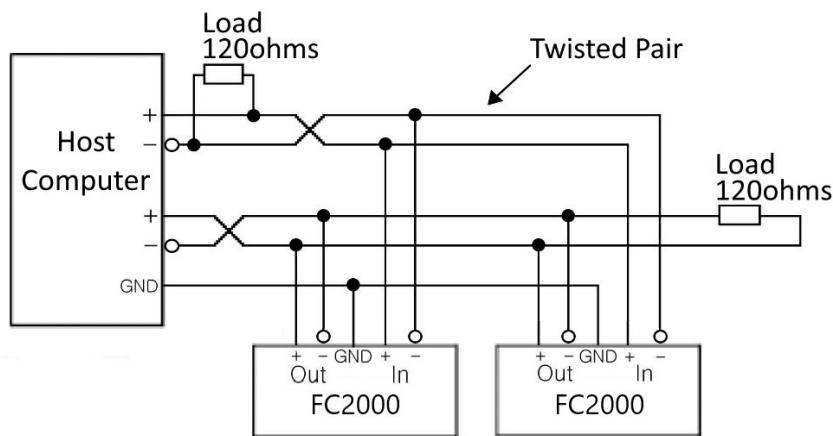 Load
120ohms
Twisted Pair
+
−
Host
Computer
Load
120ohms
+
−
GND
+ − GND + −
Out In
FC2000
+ − GND + −
Out In
FC2000